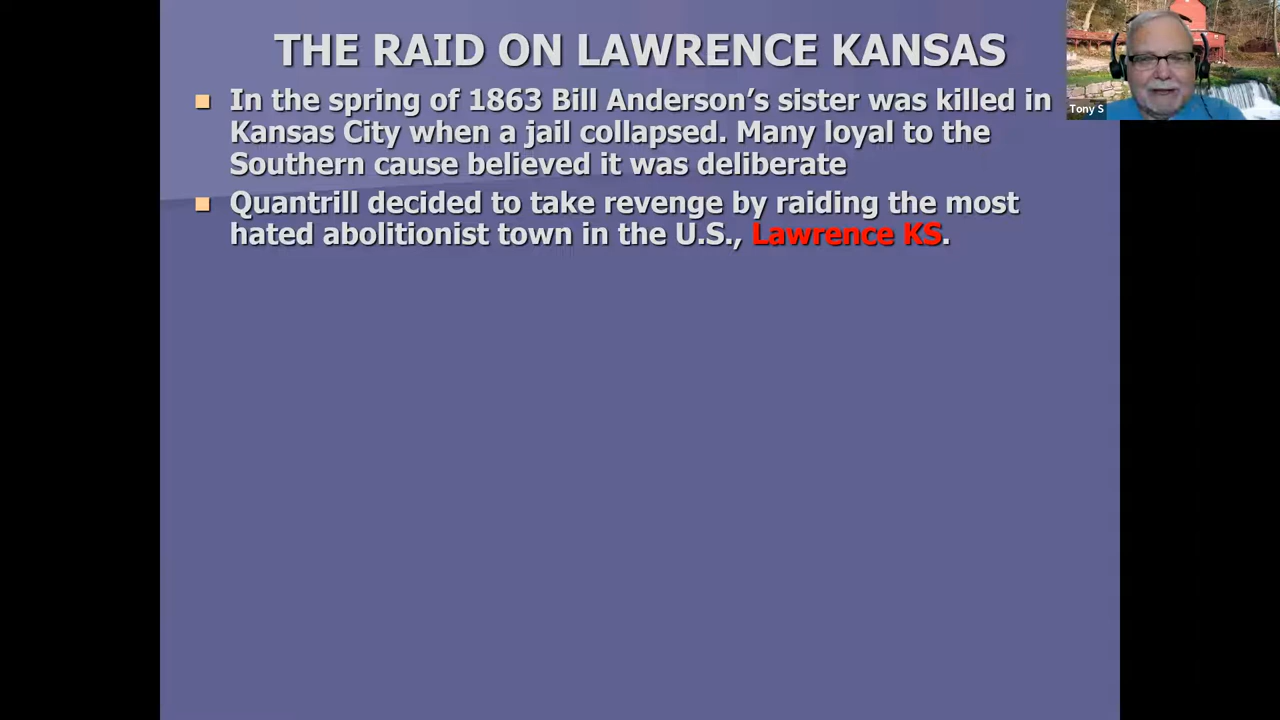 THE RAID ON LAWRENCE KANSAS
In the spring of 1863 Bill Anderson's sister was killed in
Kansas City when a jail collapsed. Many loyal to the
Southern cause believed it was deliberate
Quantrill decided to take revenge by raiding the most
hated abolitionist town in the U.S., Lawrence KS.
Tony S